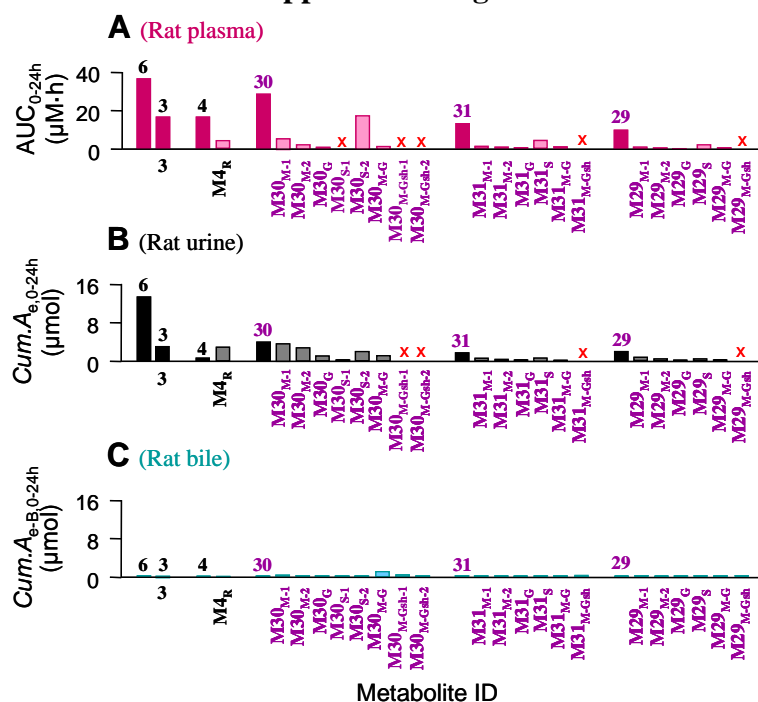 A (Rat plasma)
AUC0-24h
(µM·h)
40
20
0
6
3
4
30
31
29
x
x
x
x
x
3
M4R
M30M-1
M30M-2
M30G
M30S-1
M30S-2
M30M-G
M30M-Gsh-1
M30M-Gsh-2
M31M-1
M31M-2
M31G
M31S
M31M-G
M31M-Gsh
M29M-1
M29M-2
M29G
M29S
M29M-G
M29M-Gsh
B (Rat urine)
Cum.Ae,0-24h
(µmol)
16
8
0
6
3
4
30
31
29
x
x
x
x
3
M4R
M30M-1
M30M-2
M30G
M30S-1
M30S-2
M30M-G
M30M-Gsh-1
M30M-Gsh-2
M31M-1
M31M-2
M31G
M31S
M31M-G
M31M-Gsh
M29M-1
M29M-2
M29G
M29S
M29M-G
M29M-Gsh
C (Rat bile)
Cum.Ae-B,0-24h
(µmol)
16
8
0
6
3
4
30
31
29
3
M4R
M30M-1
M30M-2
M30G
M30S-1
M30S-2
M30M-G
M30M-Gsh-1
M30M-Gsh-2
M31M-1
M31M-2
M31G
M31S
M31M-G
M31M-Gsh
M29M-1
M29M-2
M29G
M29S
M29M-G
M29M-Gsh
Metabolite ID